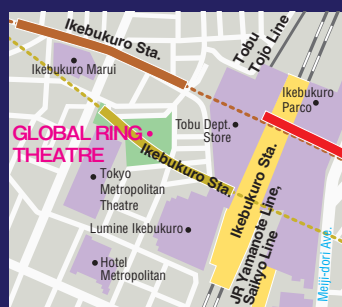 Ikebukuro Sta.
Tobu
Tojo Line
Ikebukuro Marui
Ikebukuro
Parco
GLOBAL RING
THEATRE
Tobu Dept.
Store
Ikebukuro Sta.
Ikebukuro Sta.
Tokyo
Metropolitan
Theatre
Lumine Ikebukuro
JR Yamanote Line,
Saikyo Line
Hotel
Metropolitan
Meiji-dori Ave.